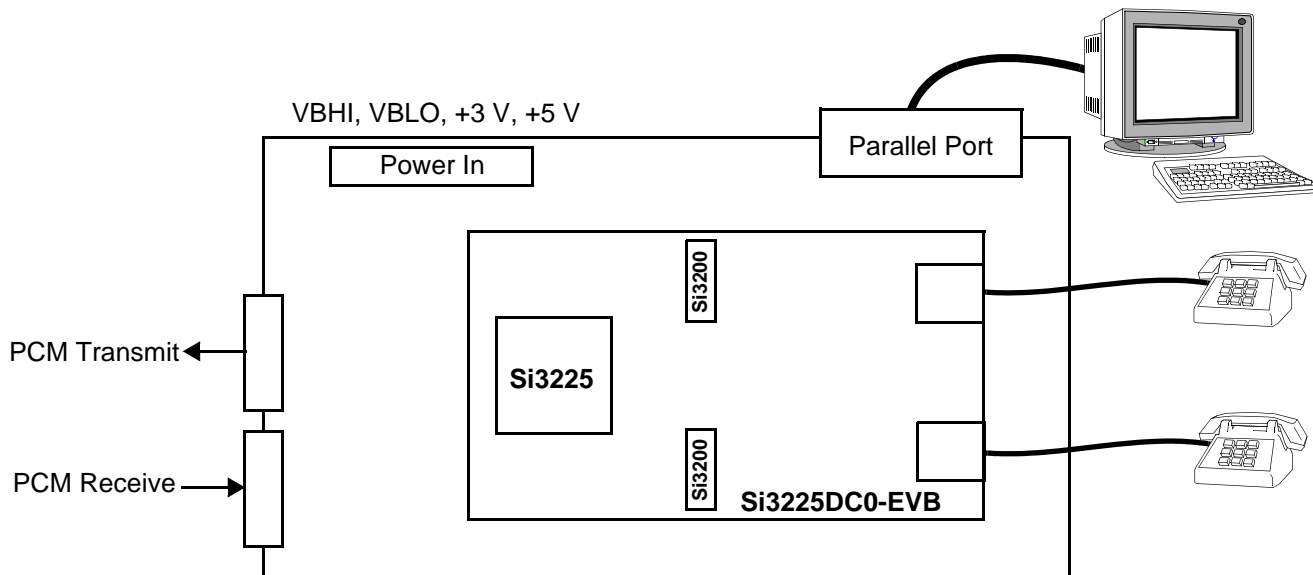 VBHI, VBLO, +3 V, +5 V
Power In
Parallel Port
Si3200
PCM Transmit
Si3225
PCM Receive
Si3200
Si3225DC0-EVB